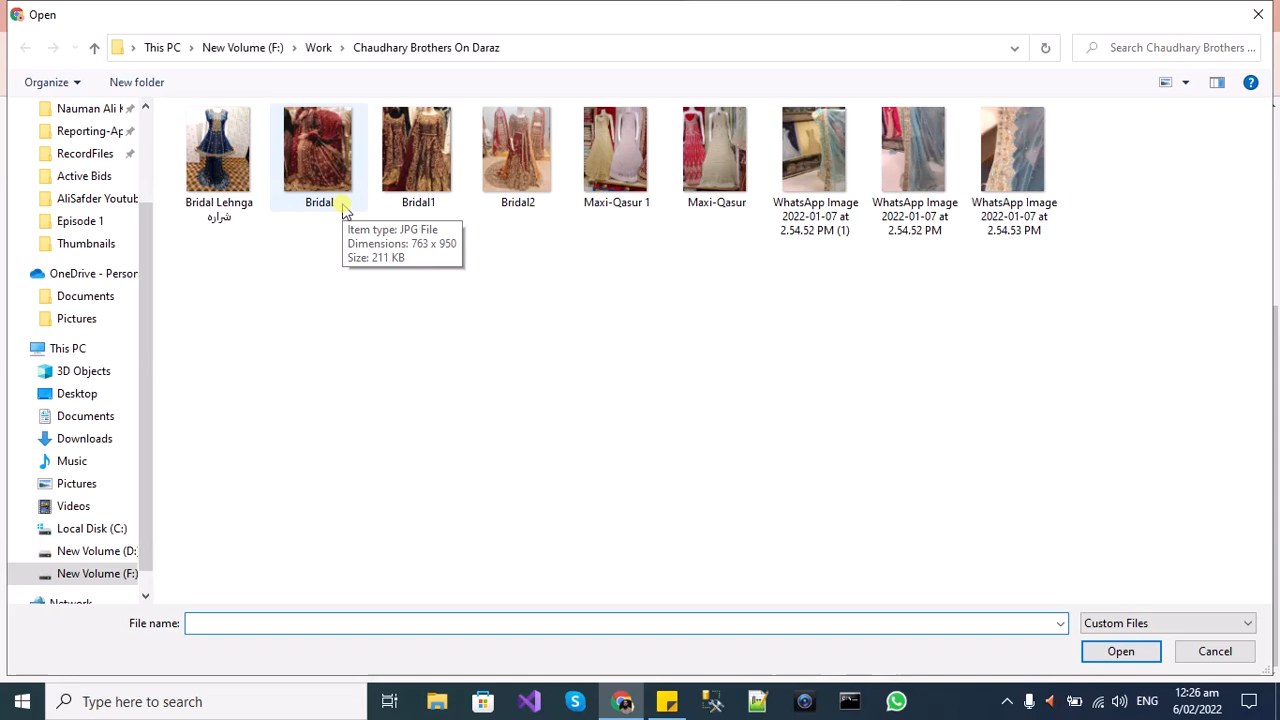 Open
This PC > New Volume (F:) > Work > Chaudhary Brothers On Daraz
Search Chaudhary Brothers ...
Organize
New folder
Nauman Ali
Reporting-Ap
RecordFiles
Active Bids
AliSafder Youtub
Episode 1
Thumbnails
OneDrive - Person
Documents
Pictures
This PC
3D Objects
Desktop
Documents
Downloads
Music
Pictures
Videos
Local Disk (C:)
New Volume (D:
New Volume (F:)
Network
Bridal Lehnga
شرارہ
Bridal
Bridal1
Bridal2
Maxi-Qasur 1
Maxi-Qasur
WhatsApp Image
2022-01-07 at
2.54.52 PM (1)
WhatsApp Image
2022-01-07 at
2.54.52 PM
WhatsApp Image
2022-01-07 at
2.54.53 PM
Item type: JPG File
Dimensions: 763 x 950
Size: 211 KB
File name:
Custom Files
Open
Cancel
Type here to search
ENG
12:26 am
6/02/2022